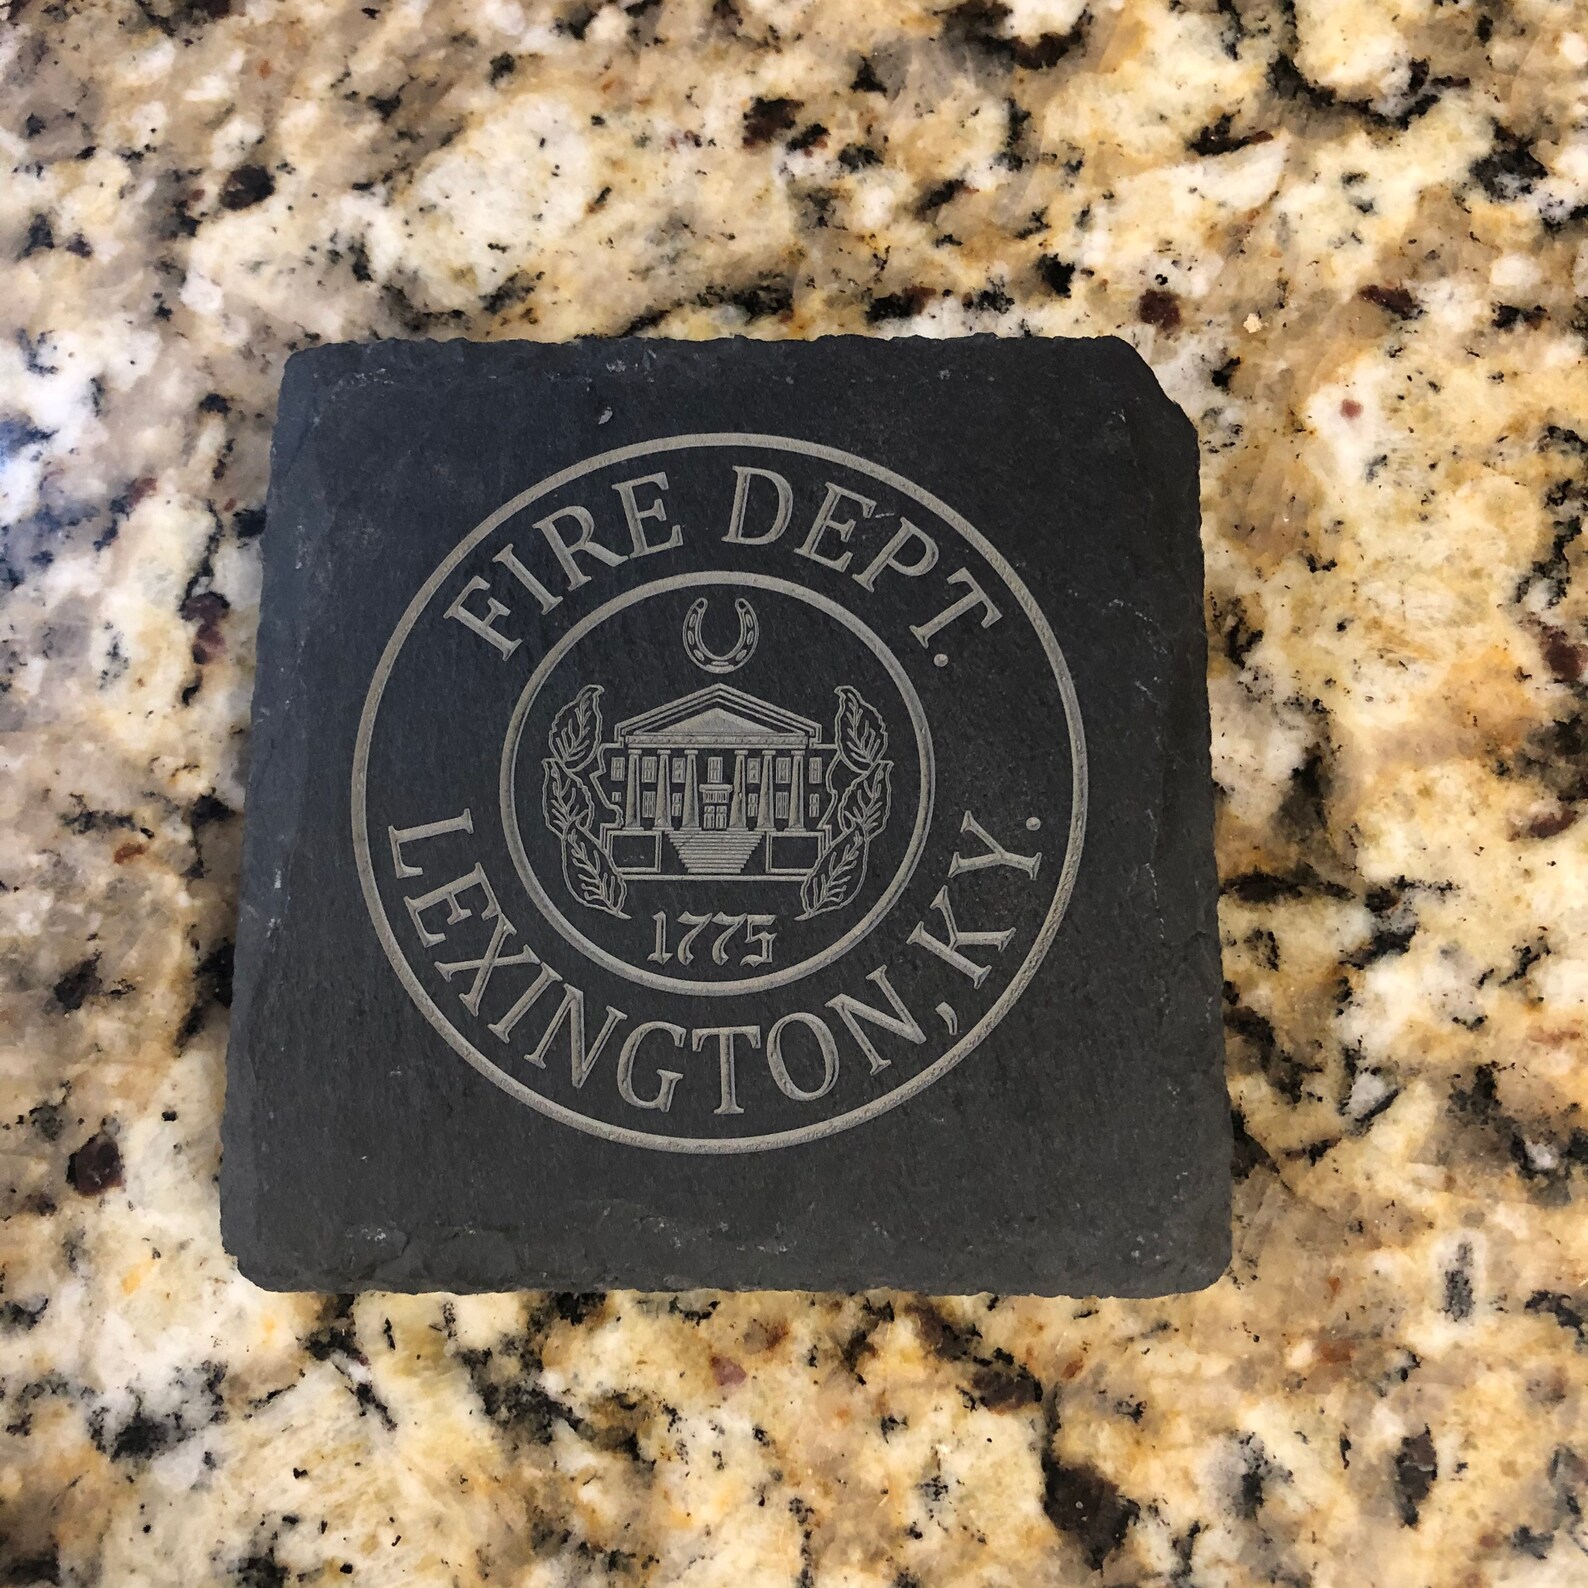 FIRE DEPT.
1775
LEXINGTON, KY.